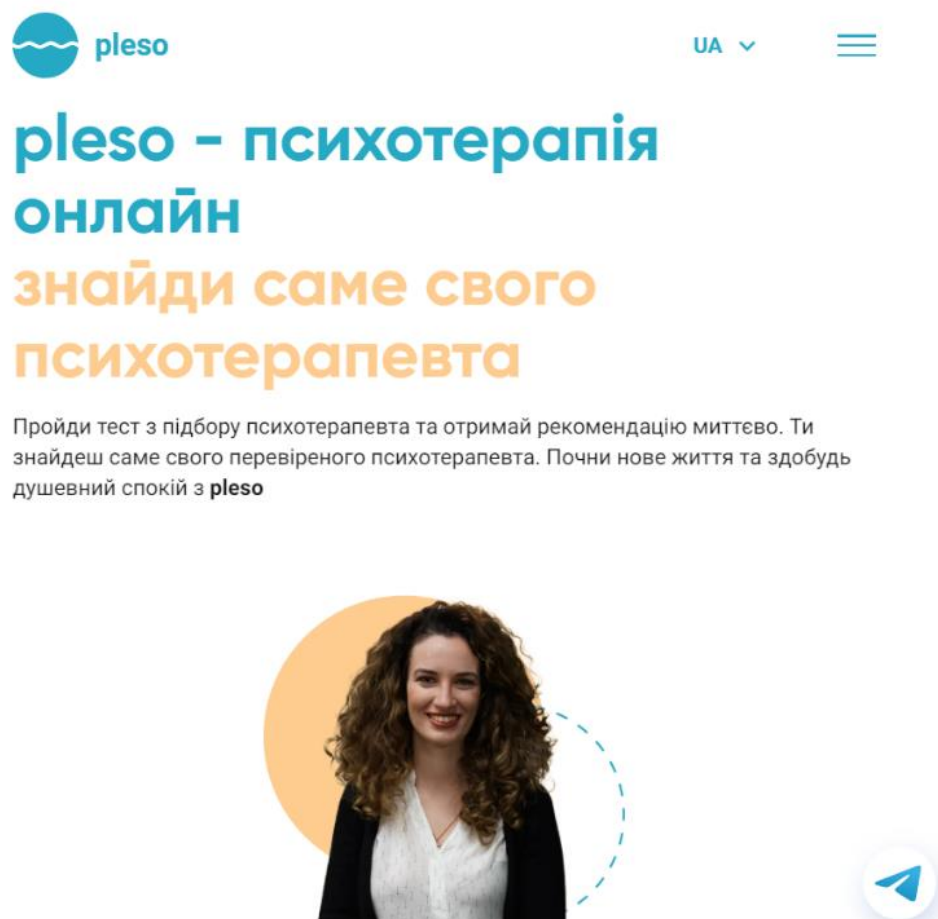 pleso
UA
pleso - психотерапія
онлайн
знайди саме свого
психотерапевта
Пройди тест з підбору психотерапевта та отримай рекомендацію миттєво. Ти
знайдеш саме свого перевіреного психотерапевта. Почни нове життя та здобудь
душевний спокій з pleso